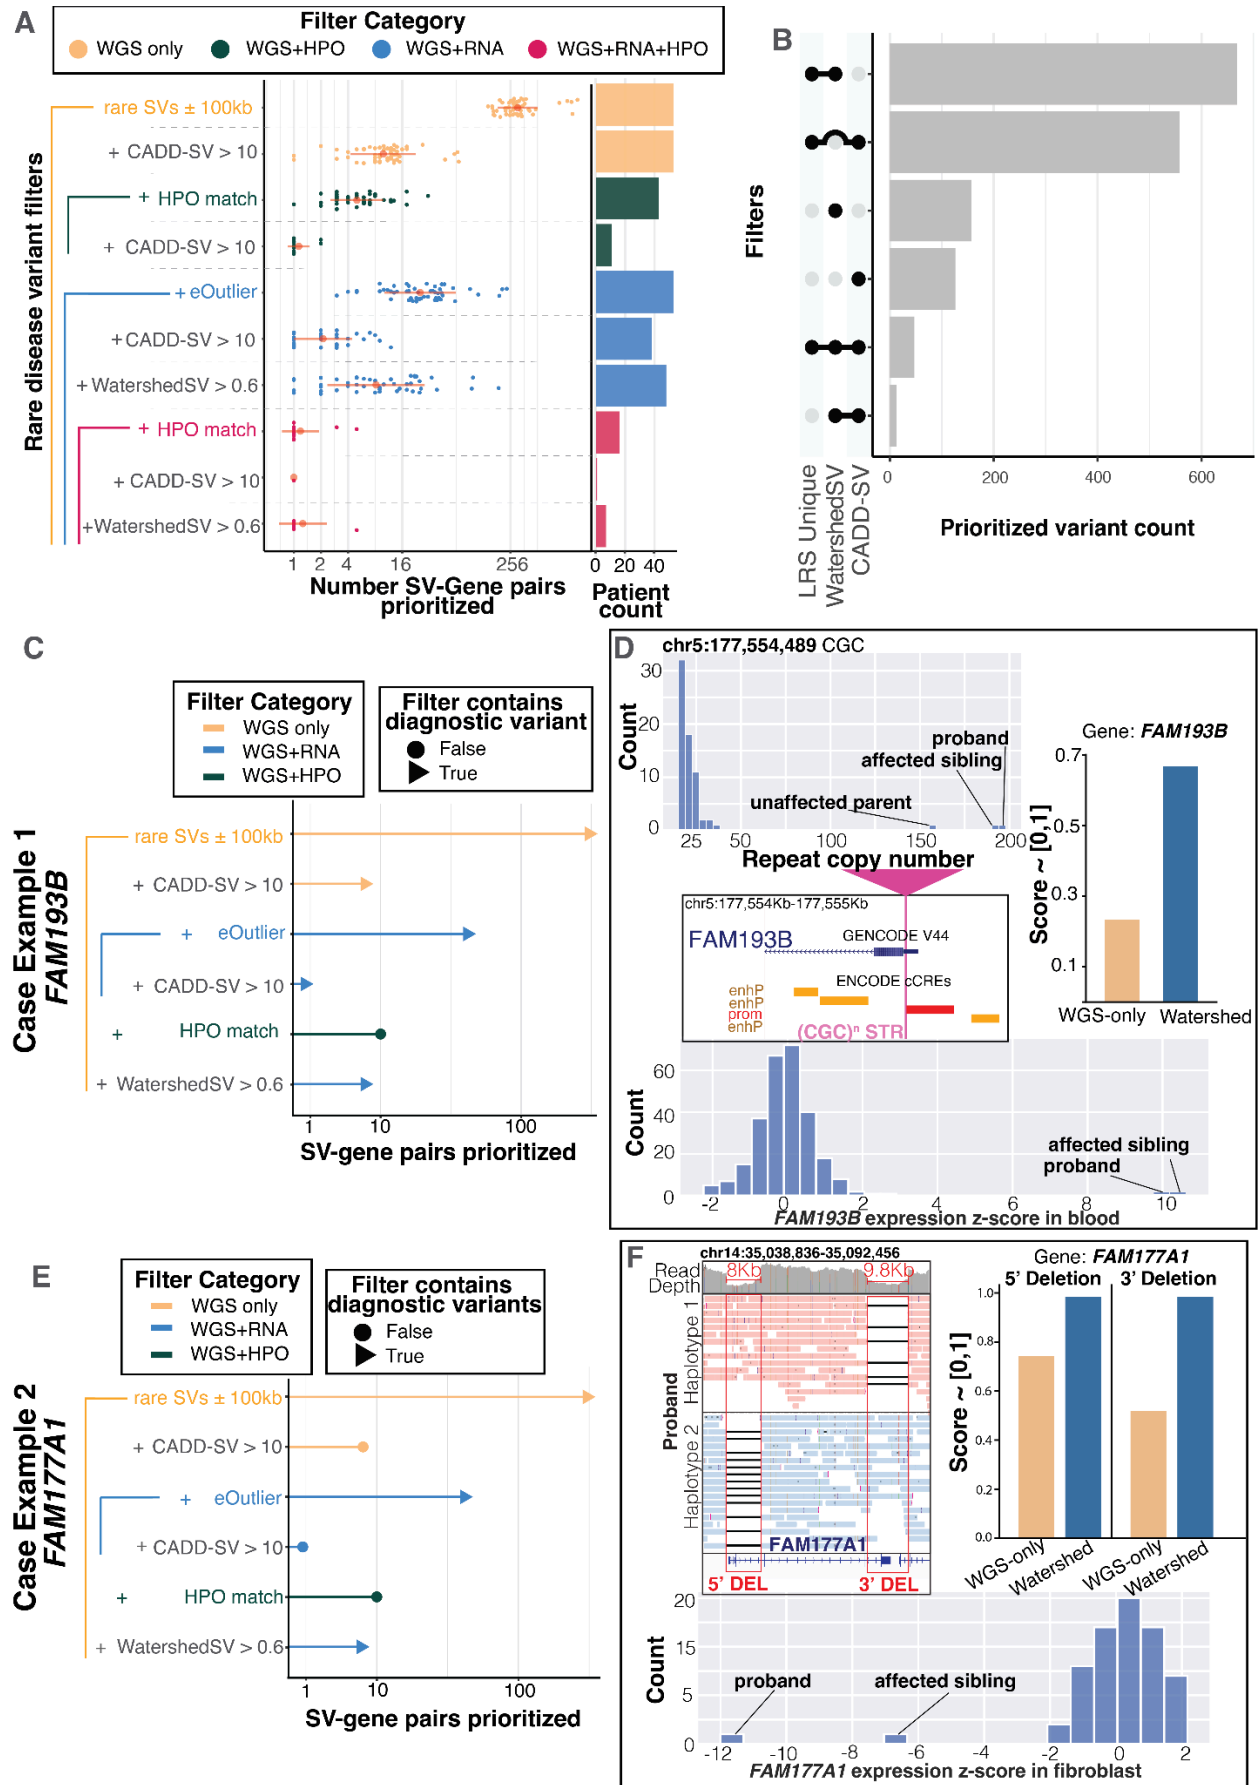 A
Filter Category
WGS only
WGS+HPO
WGS+RNA
WGS+RNA+HPO
Rare disease variant filters
rare SVs ± 100kb
+ CADD-SV > 10
+ HPO match
+ CADD-SV > 10
+ eOutlier
+ CADD-SV > 10
+ WatershedSV > 0.6
+ HPO match
+ CADD-SV > 10
+WatershedSV > 0.6
1 2 4 16 256
Number SV-Gene pairs
prioritized
0 20 40
Patient
count
B
Filters
LRS Unique
WatershedSV
CADD-SV
0 200 400 600
Prioritized variant count
C
Filter Category
WGS only
WGS+RNA
WGS+HPO
Filter contains
diagnostic variant
False
True
Case Example 1
FAM193B
rare SVs ± 100kb
+ CADD-SV > 10
+ eOutlier
+ CADD-SV > 10
+ HPO match
+ WatershedSV > 0.6
1 10 100
SV-gene pairs prioritized
D
chr5:177,554,489 CGC
Count
30
20
10
0
proband
affected sibling
unaffected parent
25 50 100 150 200
Repeat copy number
chr5:177,554Kb-177,555Kb
FAM193B
GENCODE V44
ENCODE cCREs
enhP
enhP
prom
enhP
(CGC)ⁿ STR
Gene: FAM193B
Score ~ [0,1]
0.7
0.5
0.3
0.1
WGS-only
Watershed
Count
60
40
20
0
affected sibling
proband
-2 0 2 4 6 8 10
FAM193B expression z-score in blood
E
Filter Category
WGS only
WGS+RNA
WGS+HPO
Filter contains
diagnostic variants
False
True
Case Example 2
FAM177A1
rare SVs ± 100kb
+ CADD-SV > 10
+ eOutlier
+ CADD-SV > 10
+ HPO match
+ WatershedSV > 0.6
1 10 100
SV-gene pairs prioritized
F
chr14:35,038,836-35,092,456
Read
Depth
8Kb
9.8Kb
Proband
Haplotype 1
Haplotype 2
FAM177A1
5' DEL
3' DEL
Gene: FAM177A1
5' Deletion
3' Deletion
Score ~ [0,1]
1.0
0.8
0.6
0.4
0.2
0.0
WGS-only
Watershed
WGS-only
Watershed
Count
20
15
5
0
proband
affected sibling
-12 -10 -8 -6 -4 -2 0 2
FAM177A1 expression z-score in fibroblast